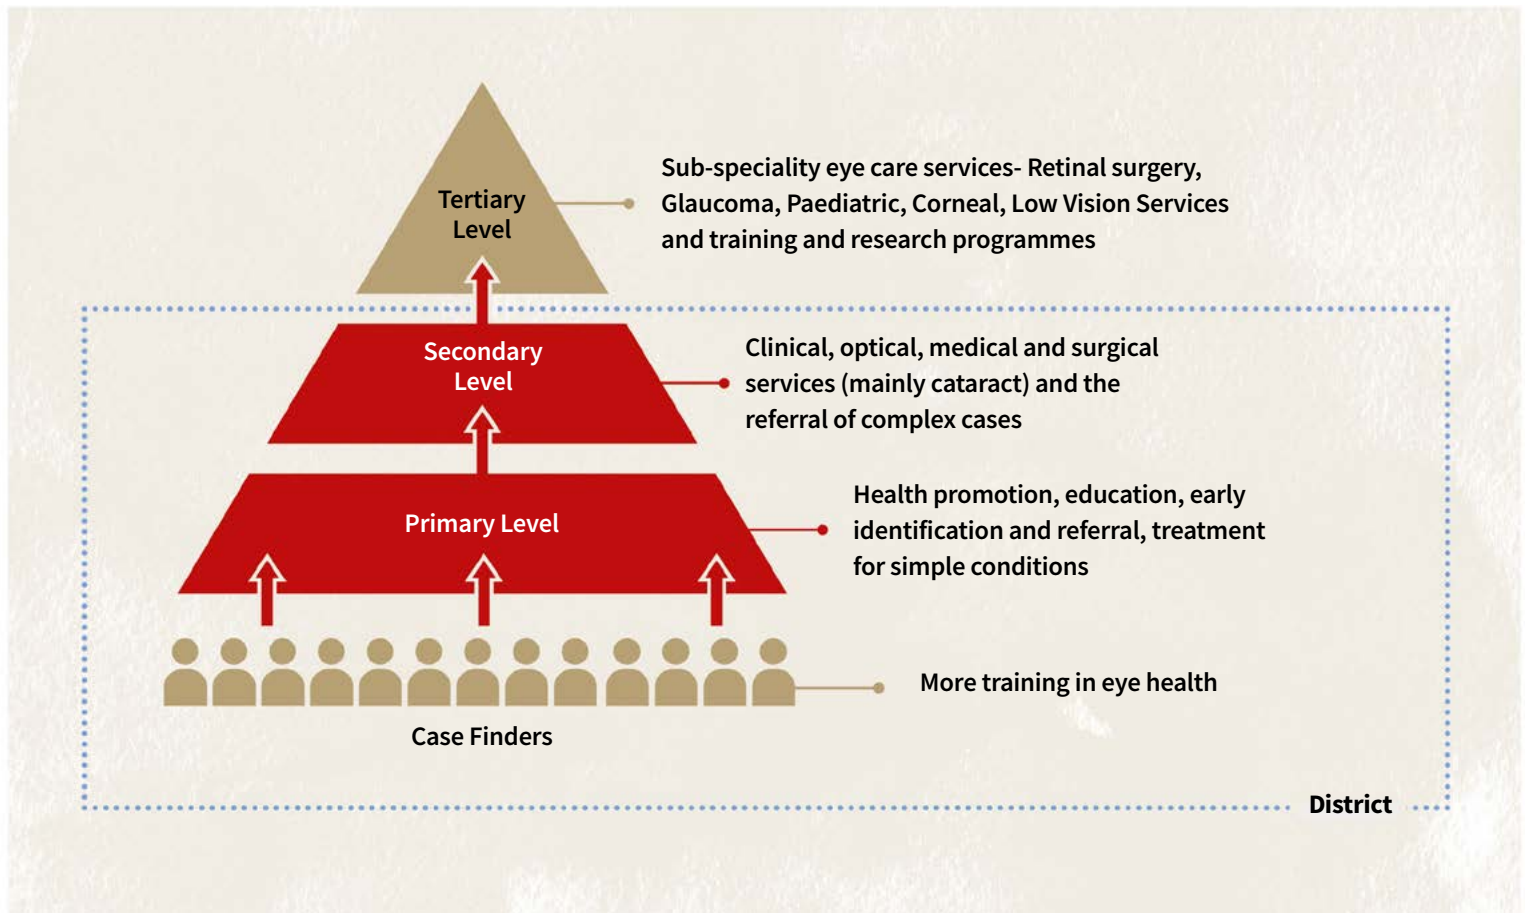 Tertiary
Level
Sub-speciality eye care services- Retinal surgery,
Glaucoma, Paediatric, Corneal, Low Vision Services
and training and research programmes
Secondary
Level
Clinical, optical, medical and surgical
services (mainly cataract) and the
referral of complex cases
Primary Level
Health promotion, education, early
identification and referral, treatment
for simple conditions
More training in eye health
Case Finders
District